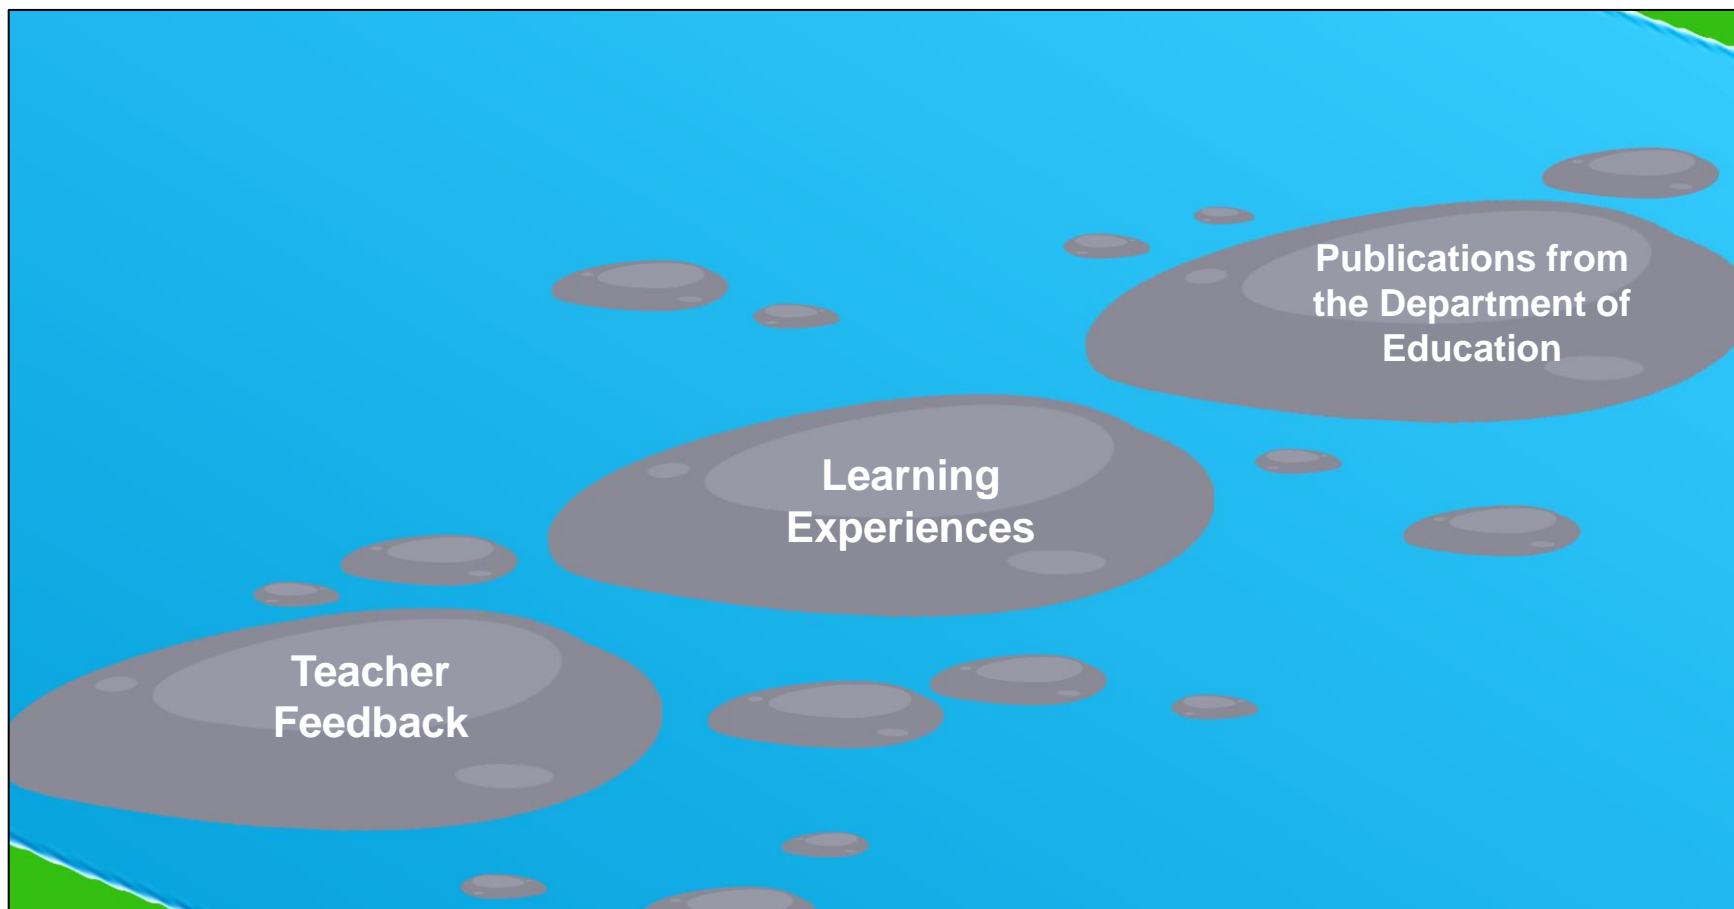 Publications from
the Department of
Education
Learning
Experiences
Teacher
Feedback